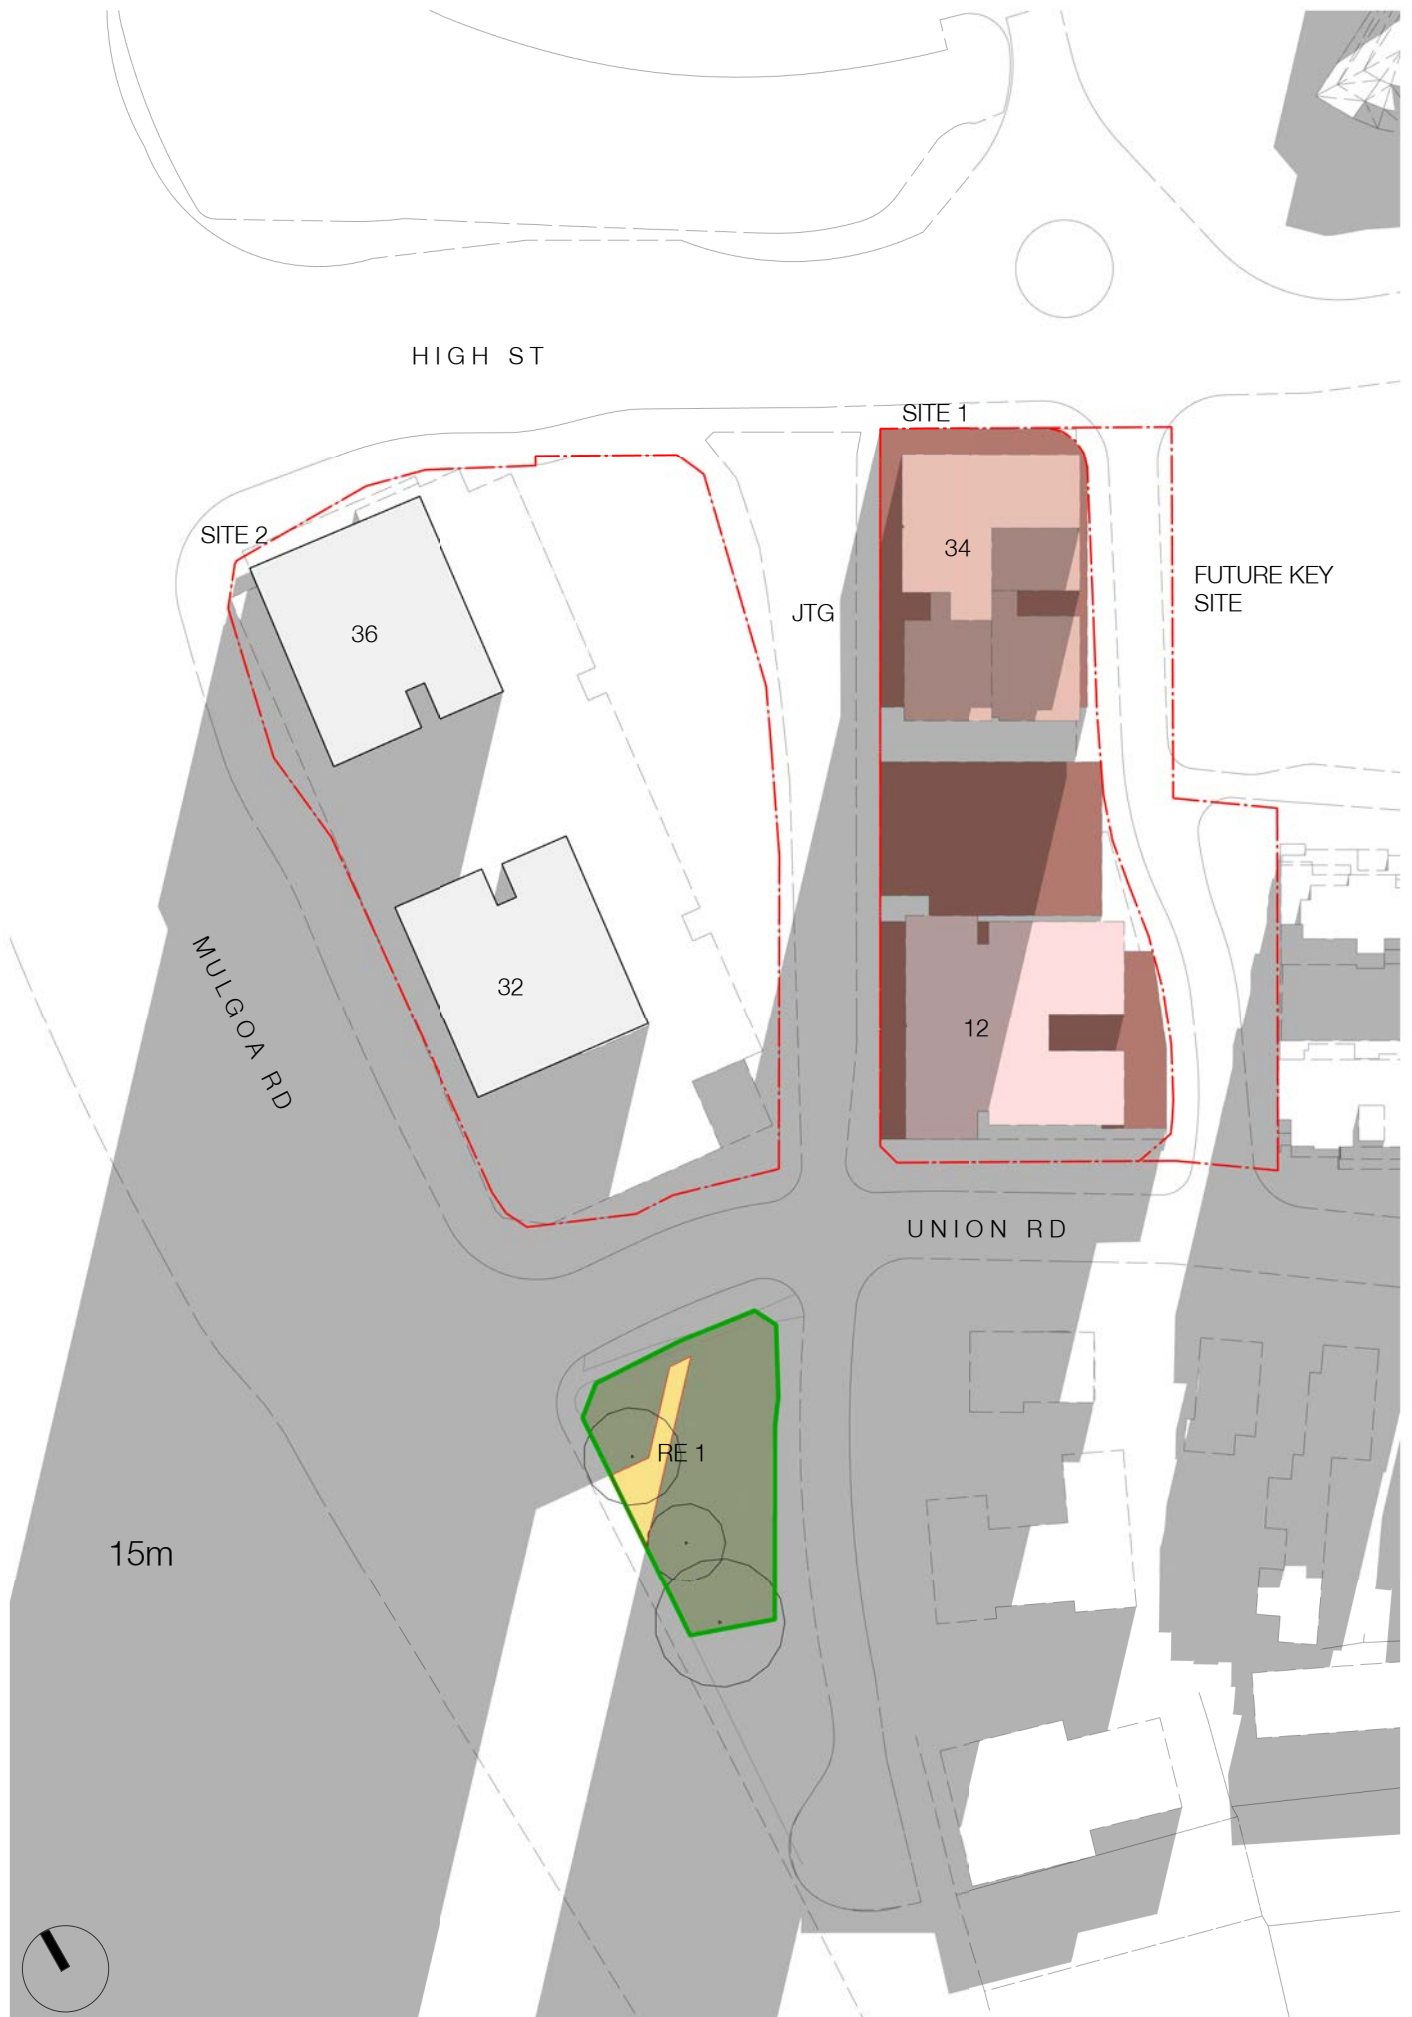 HIGH ST
SITE 1
SITE 2
34
FUTURE KEY
SITE
JTG
36
MULGOA RD
32
12
UNION RD
RE 1
15m